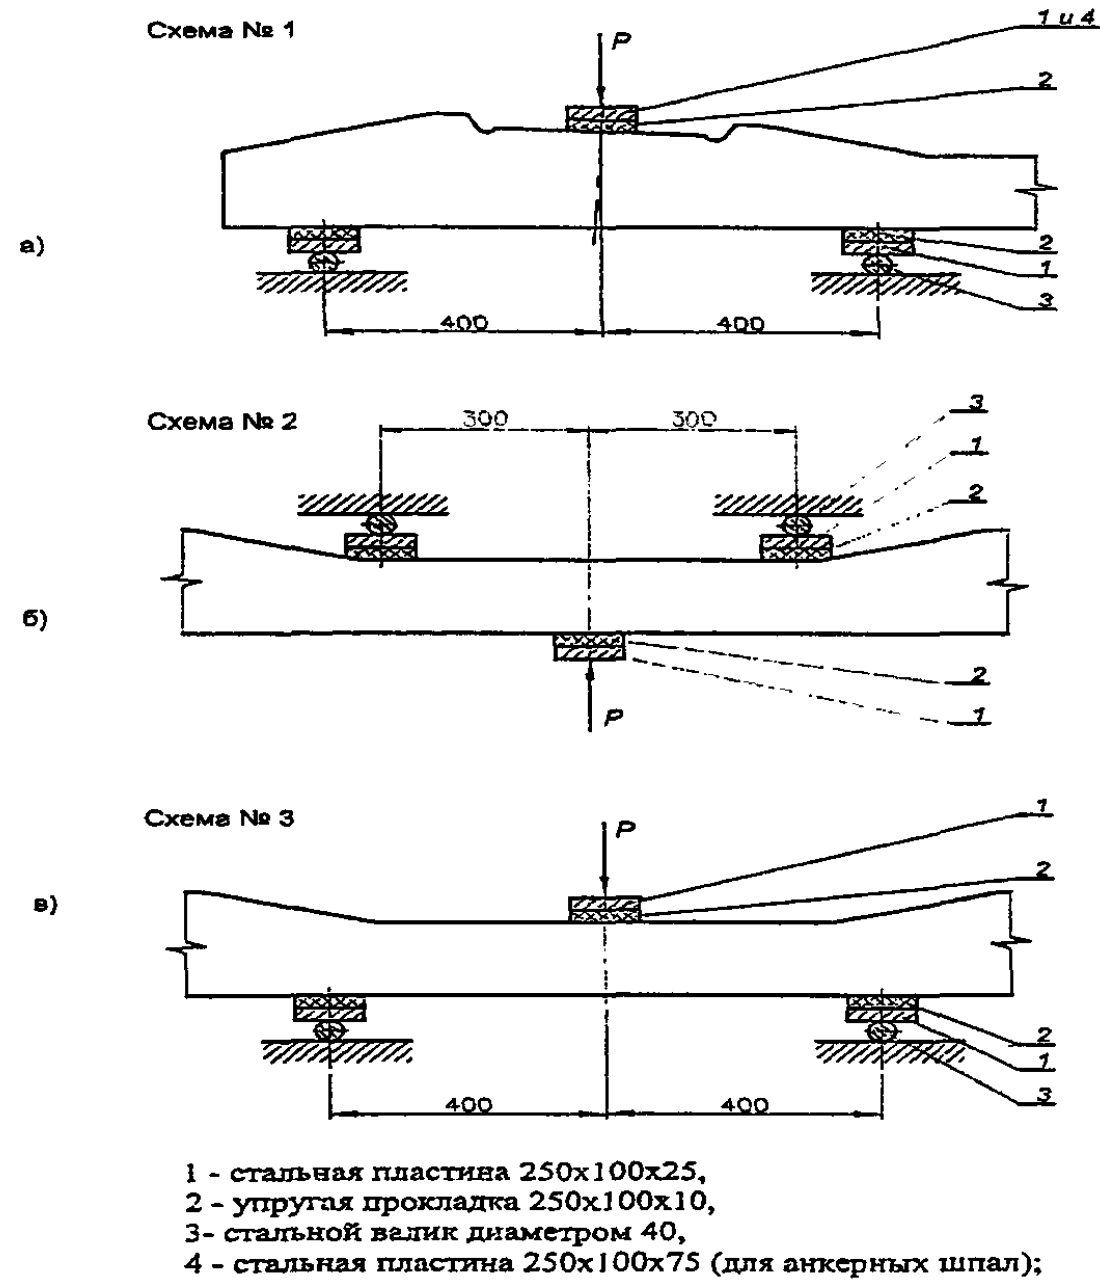 Схема № 1
P
1 и 4
2
а)
2
1
3
400
400
Схема № 2
300
300
3
1
2
б)
2
1
P
Схема № 3
P
1
2
в)
2
1
3
400
400
1 - стальная пластина 250х100х25,
2 - упругая прокладка 250х100х10,
3- стальной валик диаметром 40,
4 - стальная пластина 250х100х75 (для анкерных шпал);